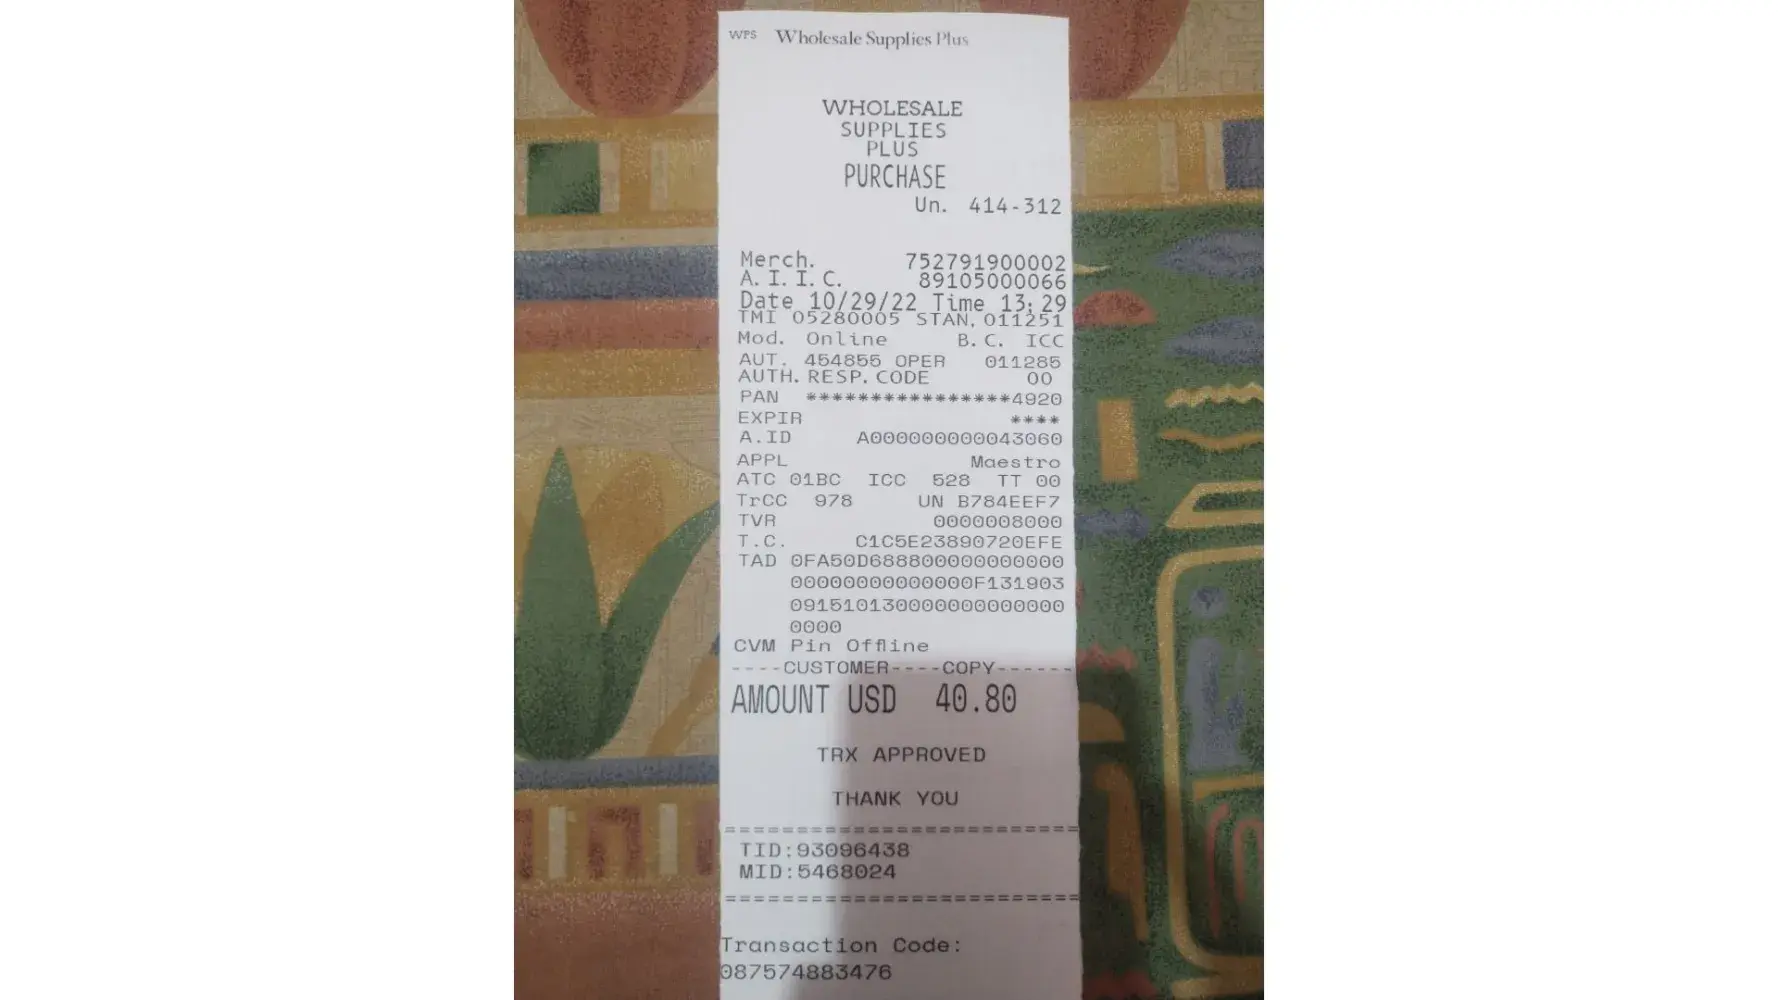 WPS Wholesale Supplies Plus
WHOLESALE
SUPPLIES
PLUS
PURCHASE
Un. 414-312
Merch. 752791900002
A.I.I.C. 89105000066
Date 10/29/22 Time 13:29
TMI 05280005 STAN. 011251
Mod. Online B.C. ICC
AUT. 454855 OPER 011285
AUTH.RESP.CODE 00
PAN ****************4920
EXPIR ****
A.ID A000000000043060
APPL Maestro
ATC 01BC ICC 528 TT 00
TrCC 978 UN B784EEF7
TVR 0000008000
T.C. C1C5E23890720EFE
TAD 0FA50D688800000000000
00000000000000F131903
091510130000000000000
0000
CVM Pin Offline
----CUSTOMER----COPY------
AMOUNT USD 40.80
TRX APPROVED
THANK YOU
==============================
TID:93096438
MID:5468024
==============================
Transaction Code:
087574883476